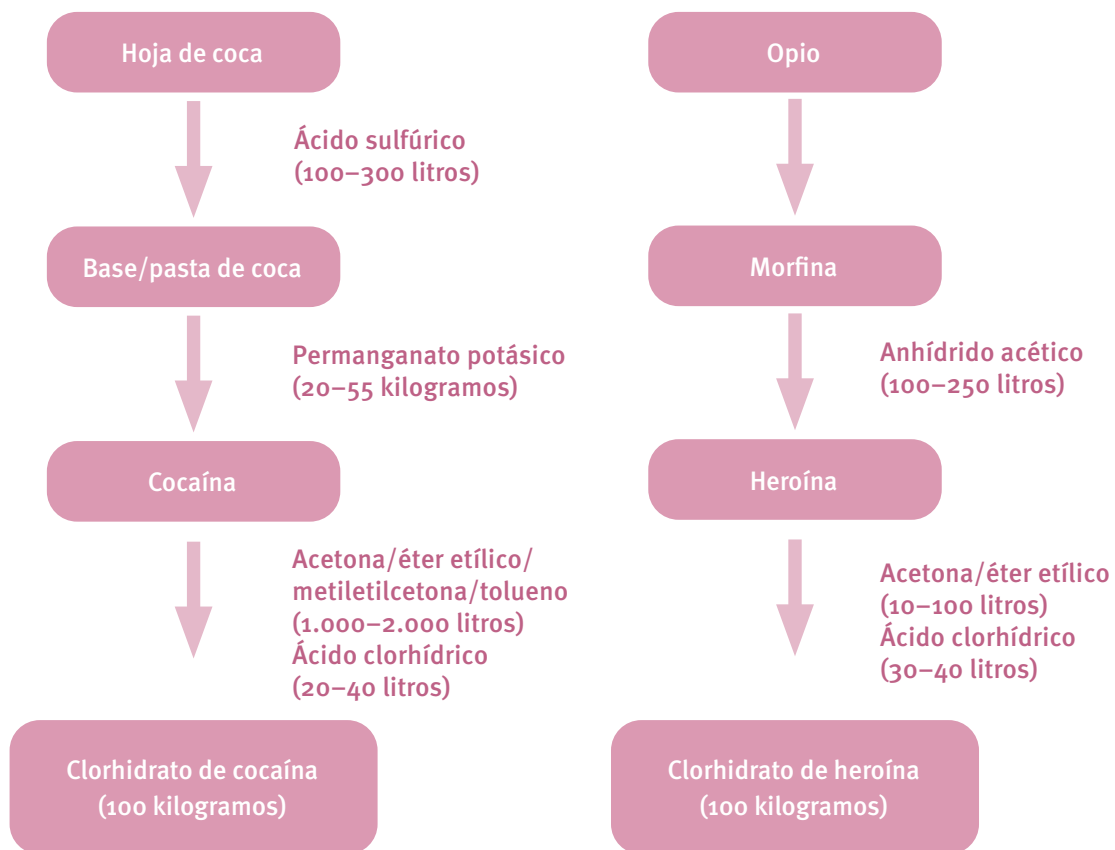 Hoja de coca
Ácido sulfúrico
(100–300 litros)
Base/pasta de coca
Permanganato potásico
(20–55 kilogramos)
Cocaína
Acetona/éter etílico/
metiletilcetona/tolueno
(1.000–2.000 litros)
Ácido clorhídrico
(20–40 litros)
Clorhidrato de cocaína
(100 kilogramos)
Opio
Morfina
Anhídrido acético
(100–250 litros)
Heroína
Acetona/éter etílico
(10–100 litros)
Ácido clorhídrico
(30–40 litros)
Clorhidrato de heroína
(100 kilogramos)